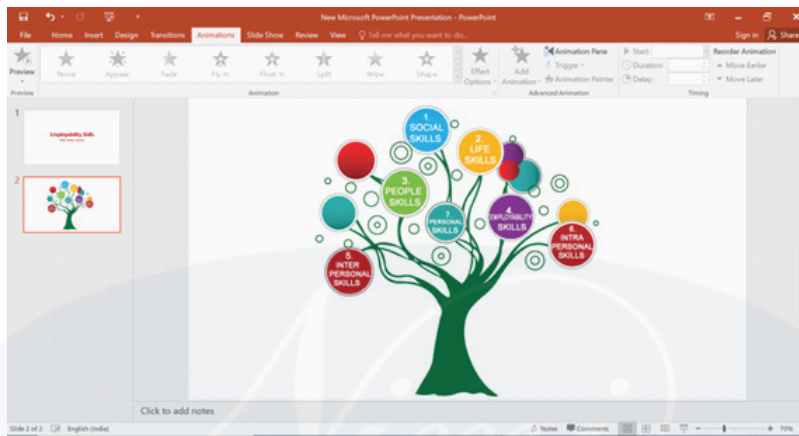 New Microsoft PowerPoint Presentation - PowerPoint
File Home Insert Design Transitions Animations Slide Show Review View Tell me what you want to do... Sign in Share
Preview
None Appear Fade Fly In Float In Split Wipe Shape
Effect Options
Add Animation
Animation Pane
Trigger
Animation Painter
Start:
Duration:
Delay:
Reorder Animation
Move Earlier
Move Later
Preview Animation Advanced Animation Timing
1
Employability Skills
2
1.
SOCIAL
SKILLS
2.
LIFE
SKILLS
3.
PEOPLE
SKILLS
7.
PERSONAL
SKILLS
4.
EMPLOYABILITY
SKILLS
6.
INTRA
PERSONAL
SKILLS
5.
INTER
PERSONAL
SKILLS
Click to add notes
Slide 2 of 2 English (India) Notes Comments 70%